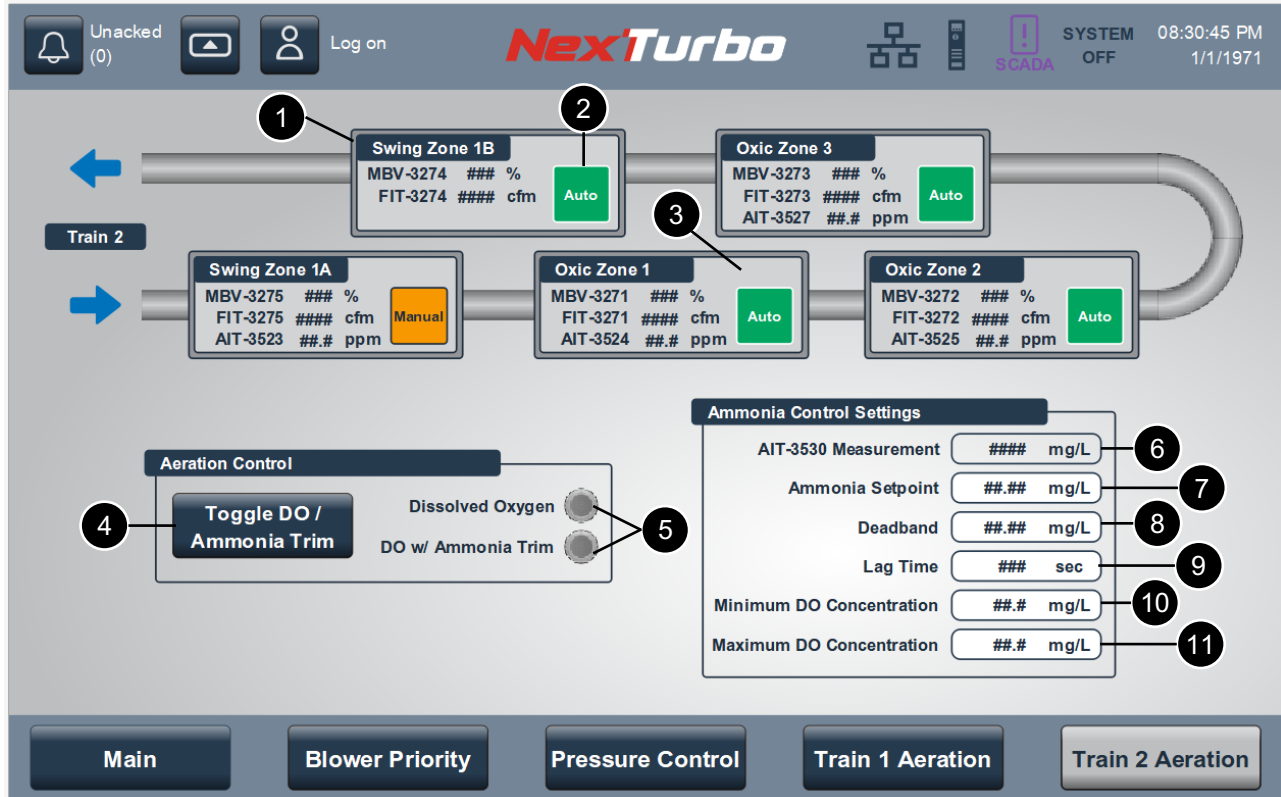 Unacked
(0)
Log on
NexTurbo
SCADA
SYSTEM
OFF
08:30:45 PM
1/1/1971
1
2
Swing Zone 1B
MBV-3274 ### %
FIT-3274 #### cfm
Auto
Oxic Zone 3
MBV-3273 ### %
FIT-3273 #### cfm
AIT-3527 ##.# ppm
Auto
3
Train 2
Swing Zone 1A
MBV-3275 ### %
FIT-3275 #### cfm
AIT-3523 ##.# ppm
Manual
Oxic Zone 1
MBV-3271 ### %
FIT-3271 #### cfm
AIT-3524 ##.# ppm
Auto
Oxic Zone 2
MBV-3272 ### %
FIT-3272 #### cfm
AIT-3525 ##.# ppm
Auto
Aeration Control
4
Toggle DO /
Ammonia Trim
Dissolved Oxygen
DO w/ Ammonia Trim
5
Ammonia Control Settings
AIT-3530 Measurement #### mg/L 6
Ammonia Setpoint ##.## mg/L 7
Deadband ##.## mg/L 8
Lag Time ### sec 9
Minimum DO Concentration ##.# mg/L 10
Maximum DO Concentration ##.# mg/L 11
Main
Blower Priority
Pressure Control
Train 1 Aeration
Train 2 Aeration